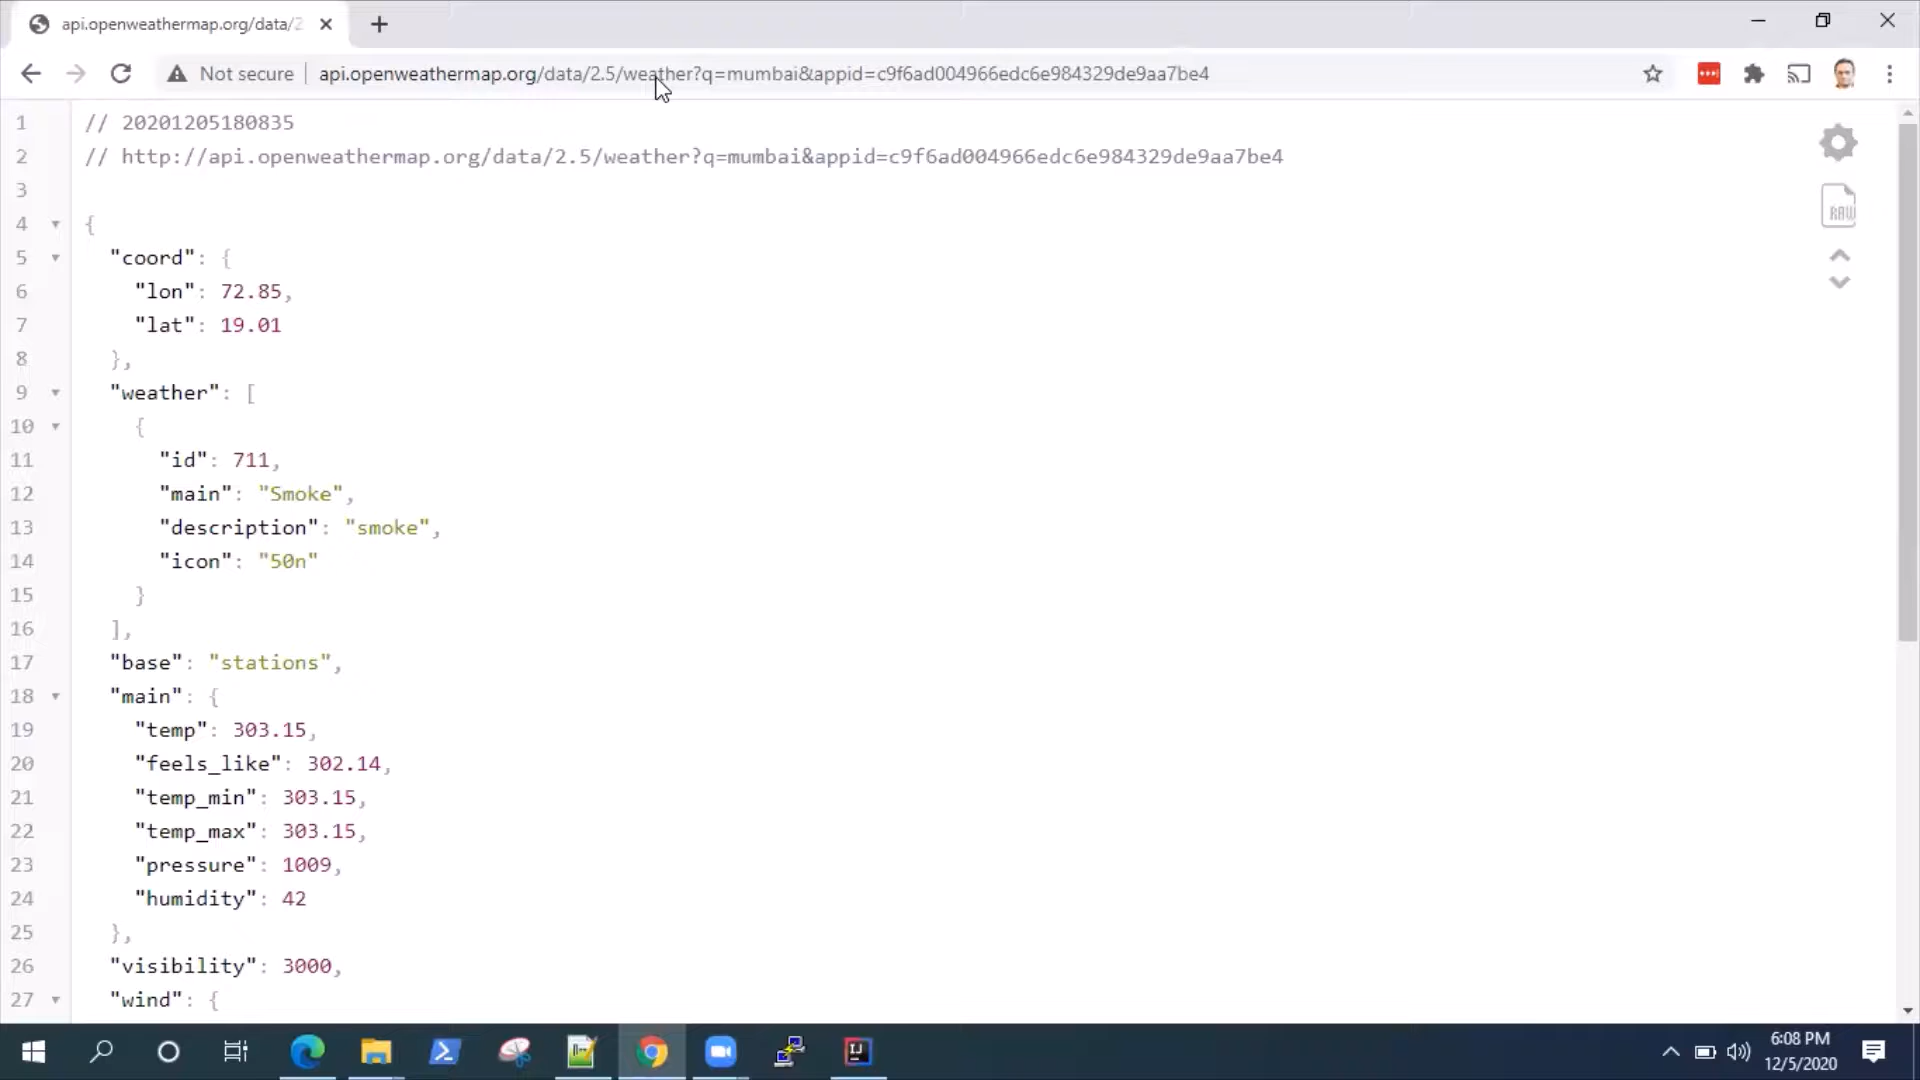 api.openweathermap.org/data/2
Not secure
api.openweathermap.org/data/2.5/weather?q=mumbai&appid=c9f6ad004966edc6e984329de9aa7be4
1 // 20201205180835
2 // http://api.openweathermap.org/data/2.5/weather?q=mumbai&appid=c9f6ad004966edc6e984329de9aa7be4
3
4 {
5 "coord": {
6 "lon": 72.85,
7 "lat": 19.01
8 },
9 "weather": [
10 {
11 "id": 711,
12 "main": "Smoke",
13 "description": "smoke",
14 "icon": "50n"
15 }
16 ],
17 "base": "stations",
18 "main": {
19 "temp": 303.15,
20 "feels_like": 302.14,
21 "temp_min": 303.15,
22 "temp_max": 303.15,
23 "pressure": 1009,
24 "humidity": 42
25 },
26 "visibility": 3000,
27 "wind": {
RAW
IJ
6:08 PM
12/5/2020